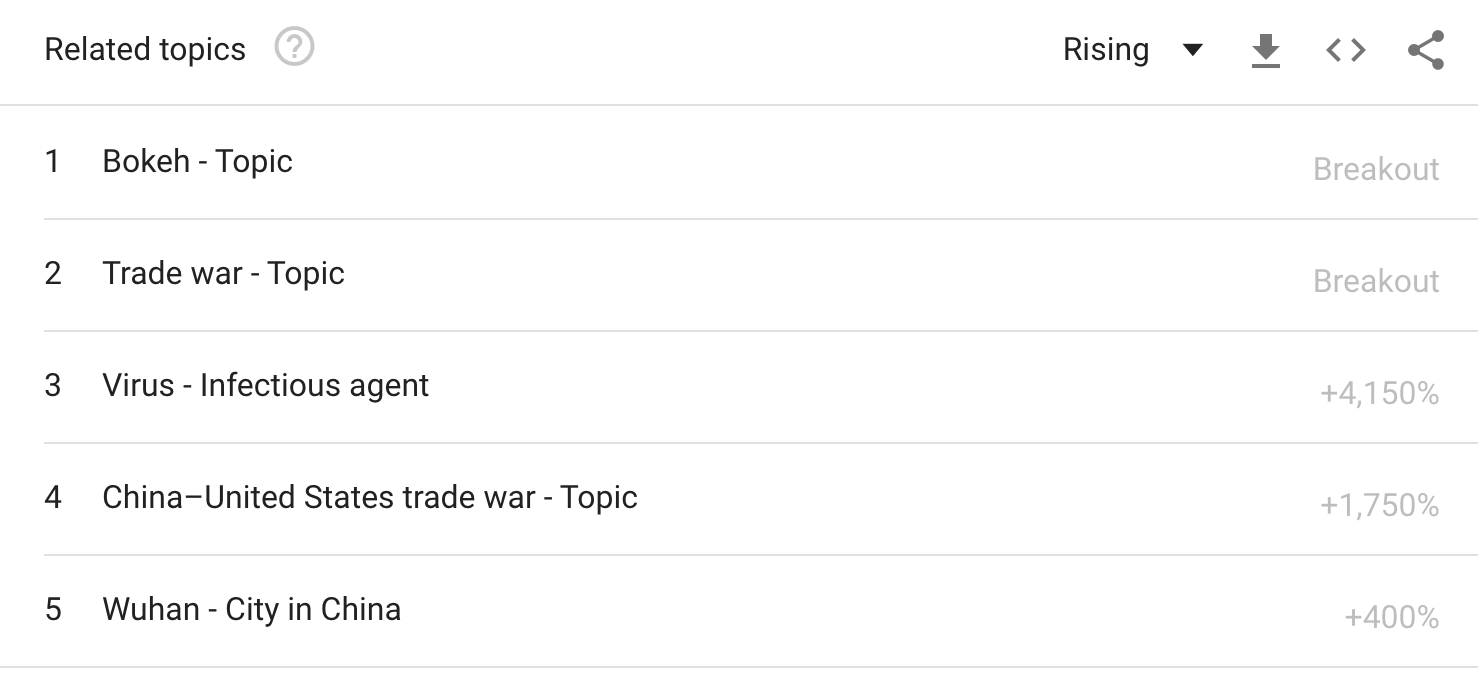 Related topics ? Rising
1 Bokeh - Topic Breakout
2 Trade war - Topic Breakout
3 Virus - Infectious agent +4,150%
4 China–United States trade war - Topic +1,750%
5 Wuhan - City in China +400%